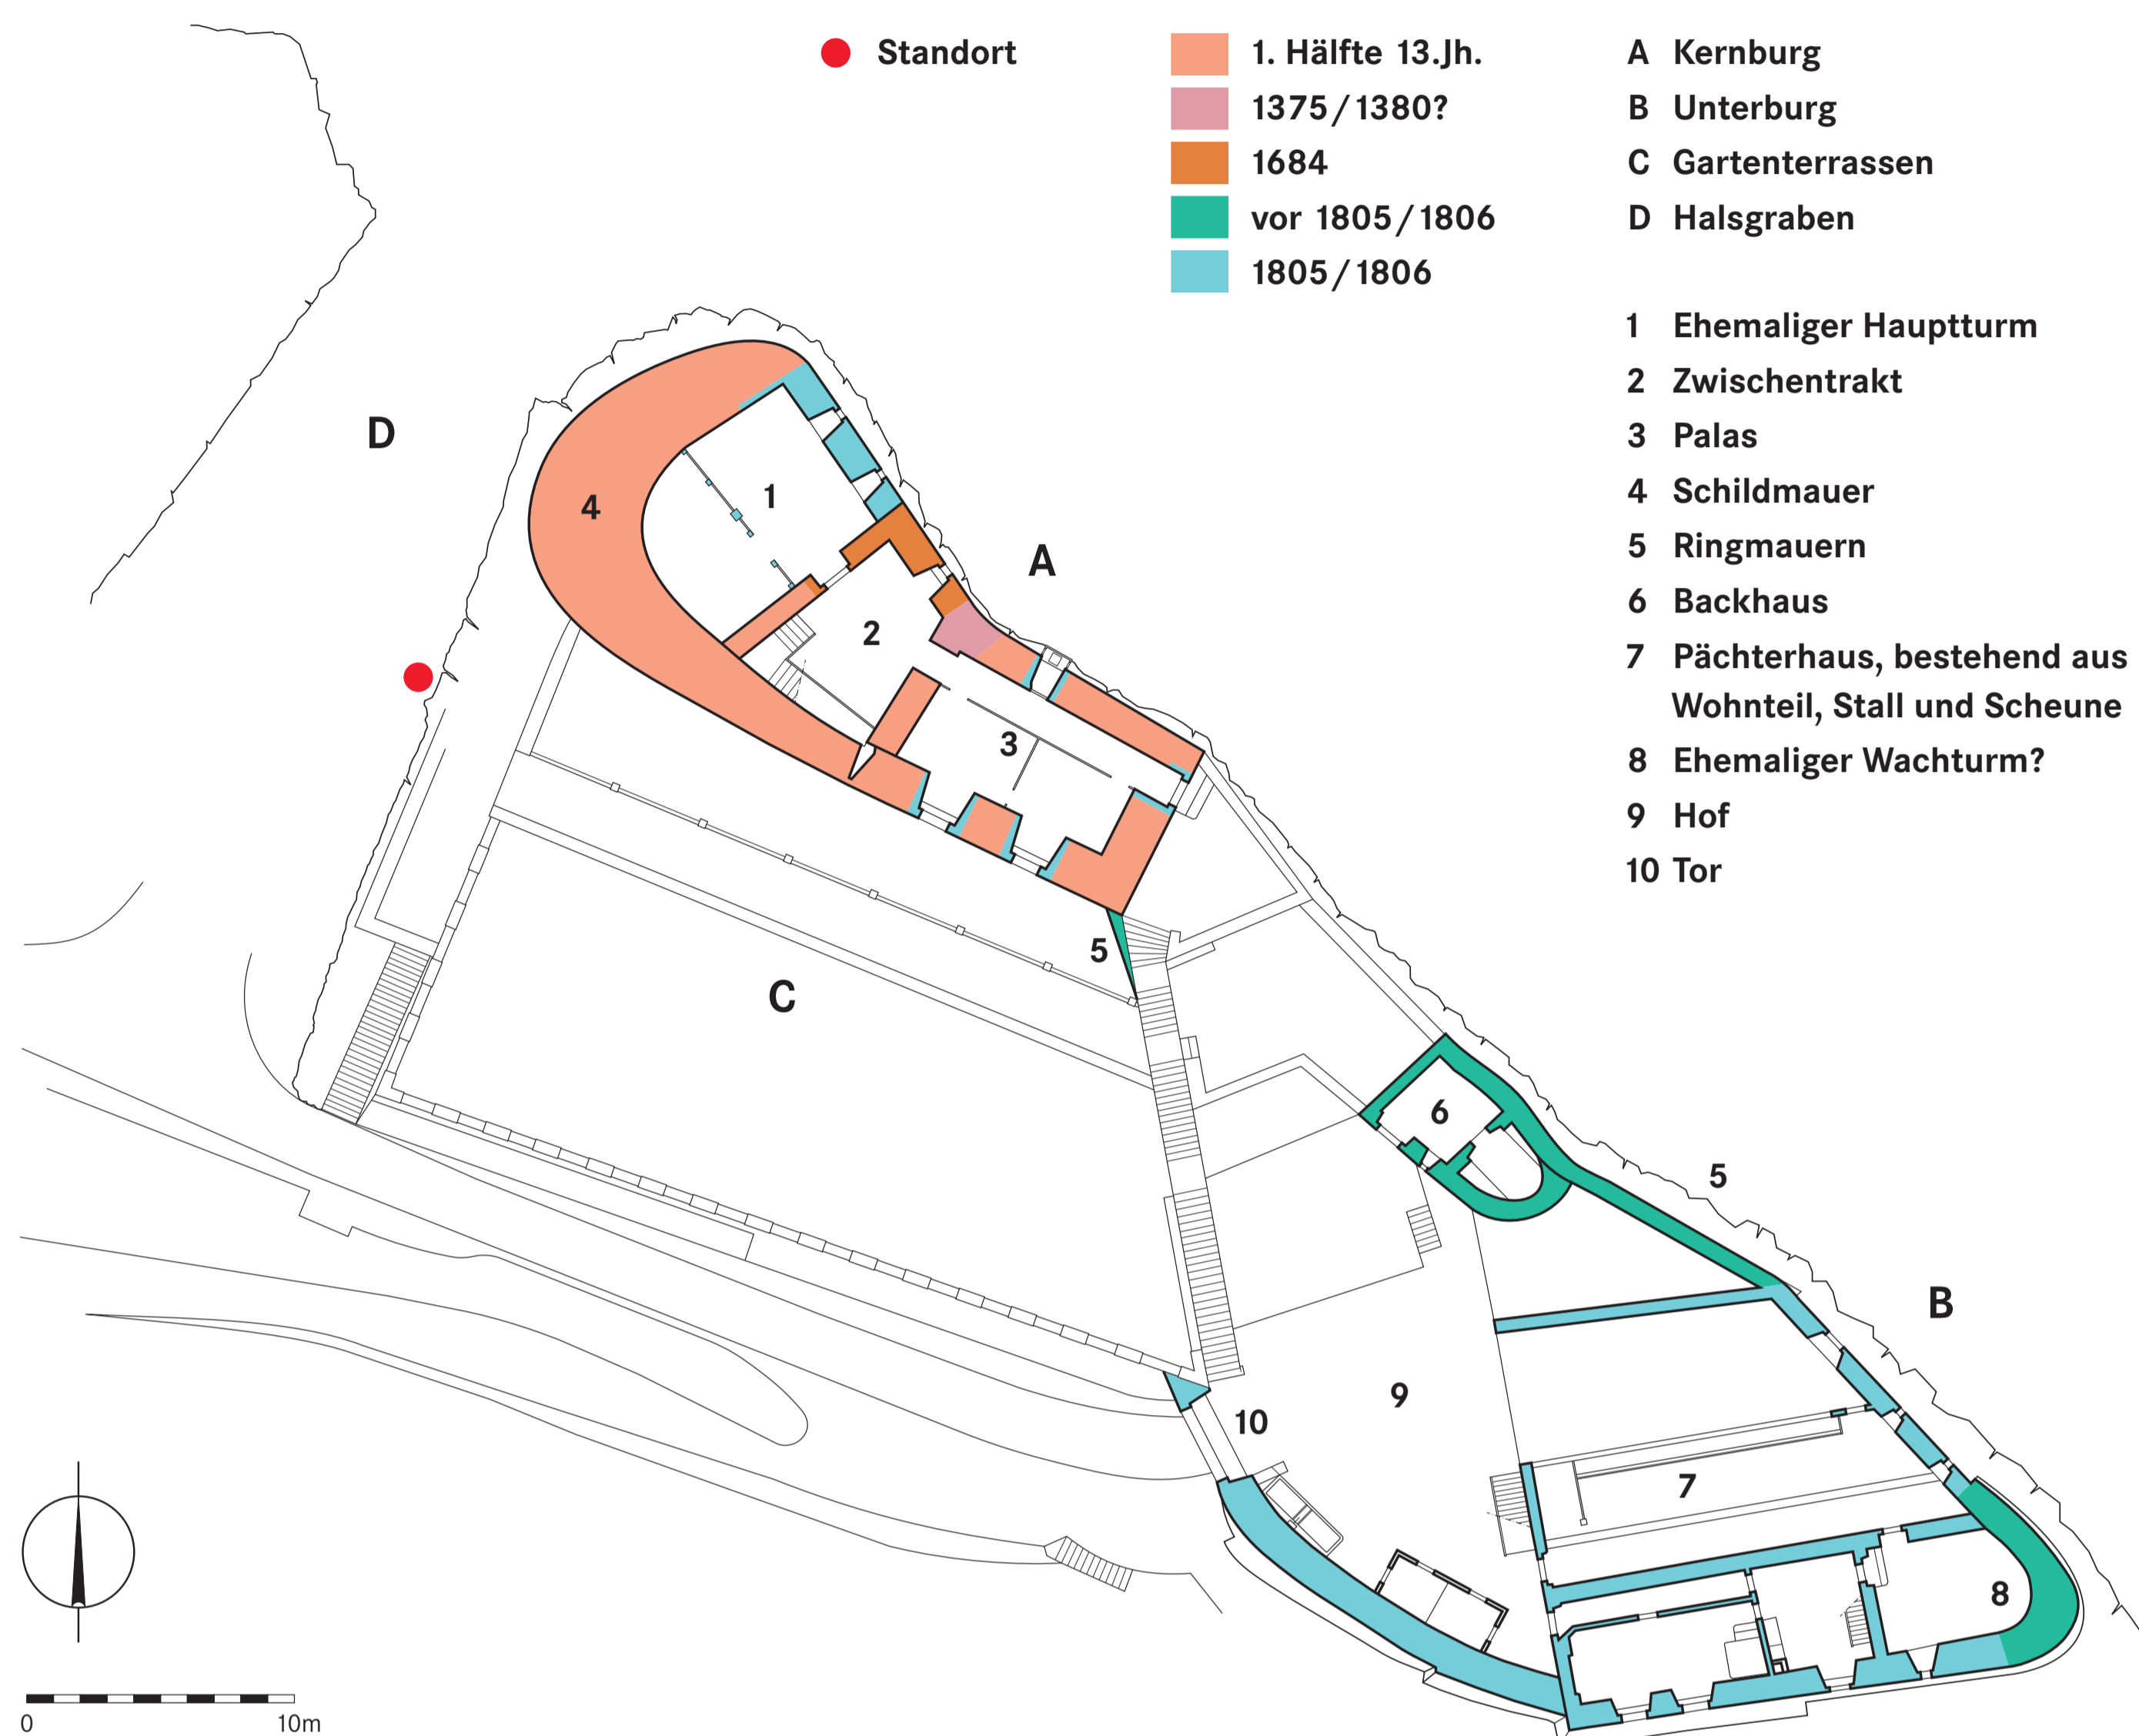 Standort
1. Hälfte 13.Jh.
1375/1380?
1684
vor 1805/1806
1805/1806
A Kernburg
B Unterburg
C Gartenterrassen
D Halsgraben
1 Ehemaliger Hauptturm
2 Zwischentrakt
3 Palas
4 Schildmauer
5 Ringmauern
6 Backhaus
7 Pächterhaus, bestehend aus
Wohnteil, Stall und Scheune
8 Ehemaliger Wachturm?
9 Hof
10 Tor
D
4
1
A
2
3
5
C
6
5
B
9
10
7
8
0 10m